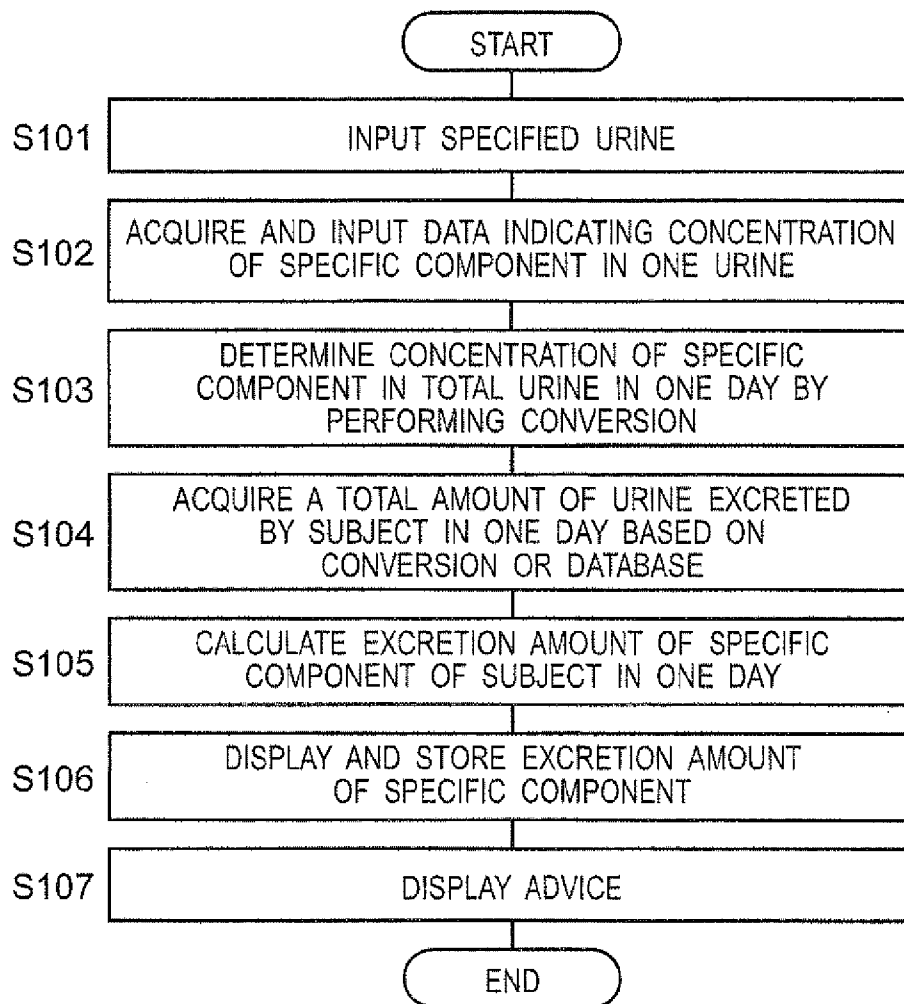 START
S101
INPUT SPECIFIED URINE
S102
ACQUIRE AND INPUT DATA INDICATING CONCENTRATION
OF SPECIFIC COMPONENT IN ONE URINE
S103
DETERMINE CONCENTRATION OF SPECIFIC
COMPONENT IN TOTAL URINE IN ONE DAY BY
PERFORMING CONVERSION
S104
ACQUIRE A TOTAL AMOUNT OF URINE EXCRETED
BY SUBJECT IN ONE DAY BASED ON
CONVERSION OR DATABASE
S105
CALCULATE EXCRETION AMOUNT OF SPECIFIC
COMPONENT OF SUBJECT IN ONE DAY
S106
DISPLAY AND STORE EXCRETION AMOUNT
OF SPECIFIC COMPONENT
S107
DISPLAY ADVICE
END